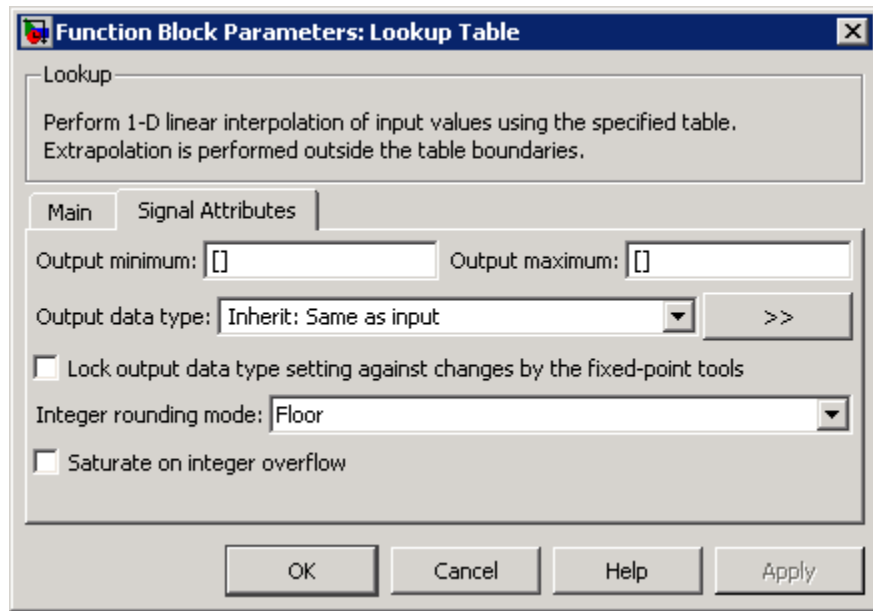 Function Block Parameters: Lookup Table
Lookup
Perform 1-D linear interpolation of input values using the specified table.
Extrapolation is performed outside the table boundaries.
Main Signal Attributes
Output minimum: [] Output maximum: []
Output data type: Inherit: Same as input >>
Lock output data type setting against changes by the fixed-point tools
Integer rounding mode: Floor
Saturate on integer overflow
OK Cancel Help Apply